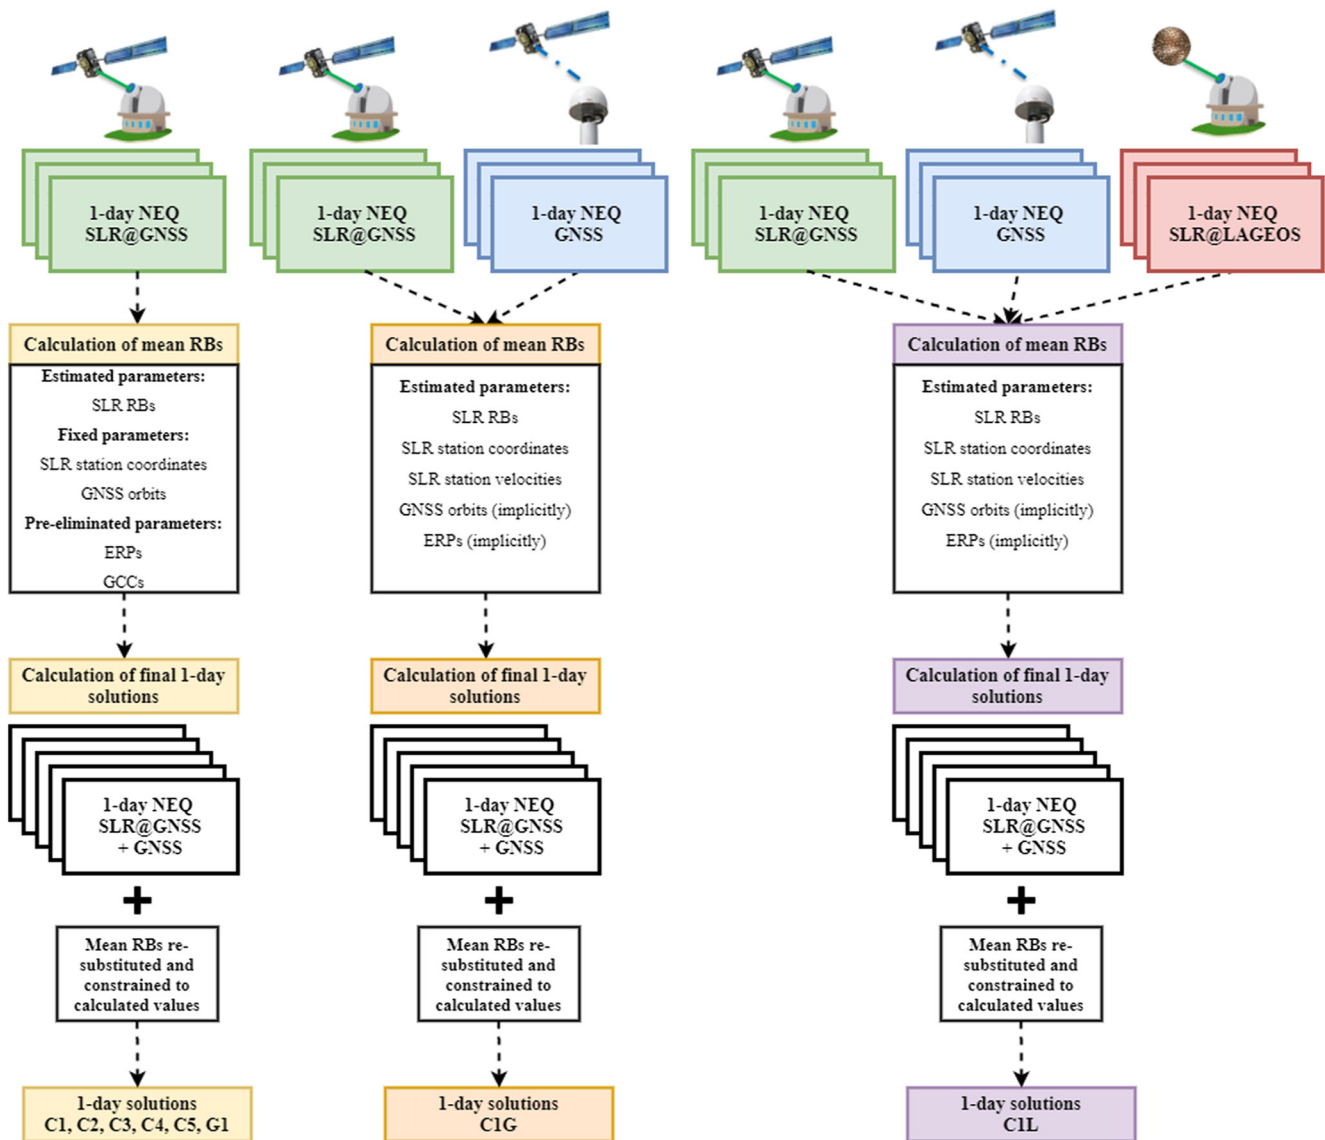 1-day NEQ
SLR@GNSS
1-day NEQ
SLR@GNSS
1-day NEQ
GNSS
1-day NEQ
SLR@GNSS
1-day NEQ
GNSS
1-day NEQ
SLR@LAGEOS
Calculation of mean RBs
Estimated parameters:
SLR RBs
Fixed parameters:
SLR station coordinates
GNSS orbits
Pre-eliminated parameters:
ERPs
GCCs
Calculation of mean RBs
Estimated parameters:
SLR RBs
SLR station coordinates
SLR station velocities
GNSS orbits (implicitly)
ERPs (implicitly)
Calculation of mean RBs
Estimated parameters:
SLR RBs
SLR station coordinates
SLR station velocities
GNSS orbits (implicitly)
ERPs (implicitly)
Calculation of final 1-day
solutions
Calculation of final 1-day
solutions
Calculation of final 1-day
solutions
1-day NEQ
SLR@GNSS
+ GNSS
1-day NEQ
SLR@GNSS
+ GNSS
1-day NEQ
SLR@GNSS
+ GNSS
+
+
+
Mean RBs re-
substituted and
constrained to
calculated values
Mean RBs re-
substituted and
constrained to
calculated values
Mean RBs re-
substituted and
constrained to
calculated values
1-day solutions
C1, C2, C3, C4, C5, G1
1-day solutions
C1G
1-day solutions
C1L